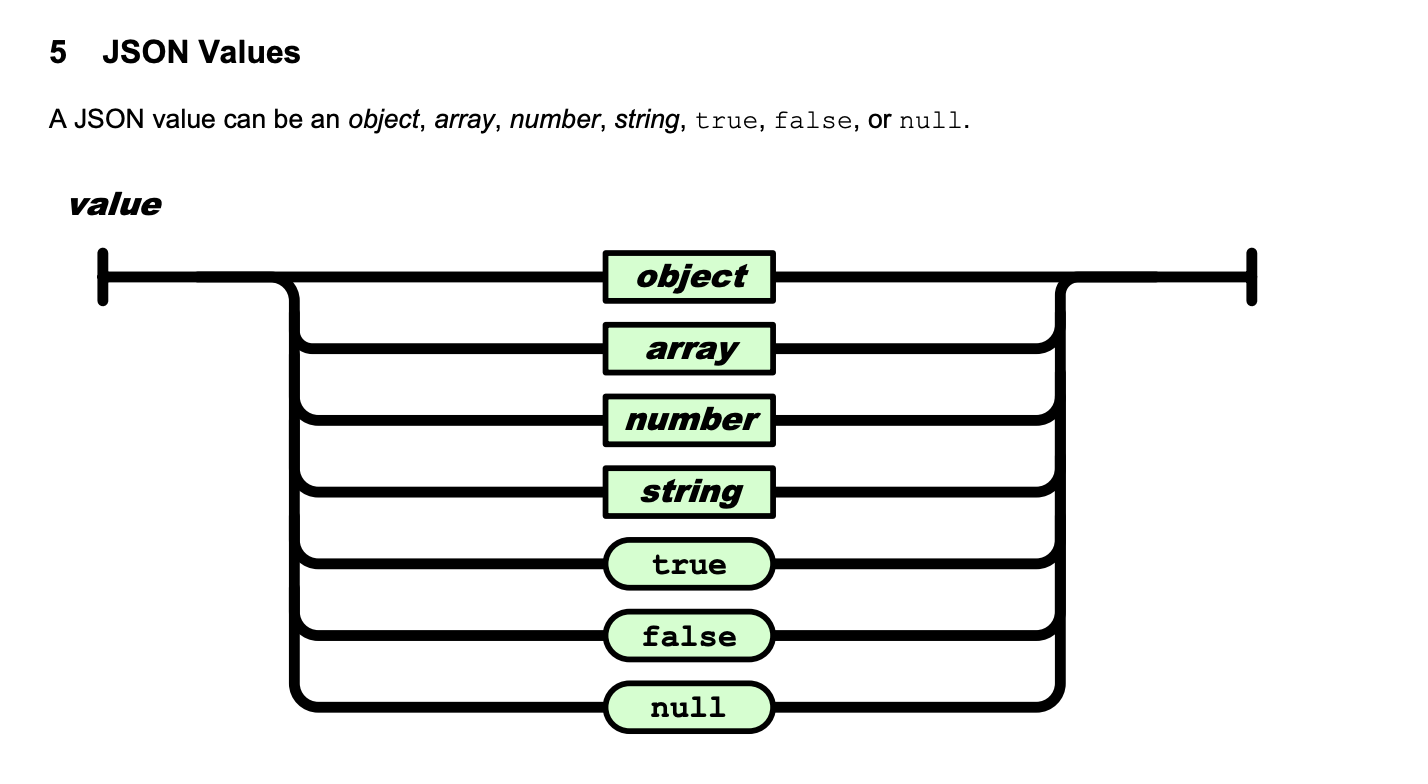 5 JSON Values
A JSON value can be an object, array, number, string, true, false, or null.
value
object
array
number
string
true
false
null